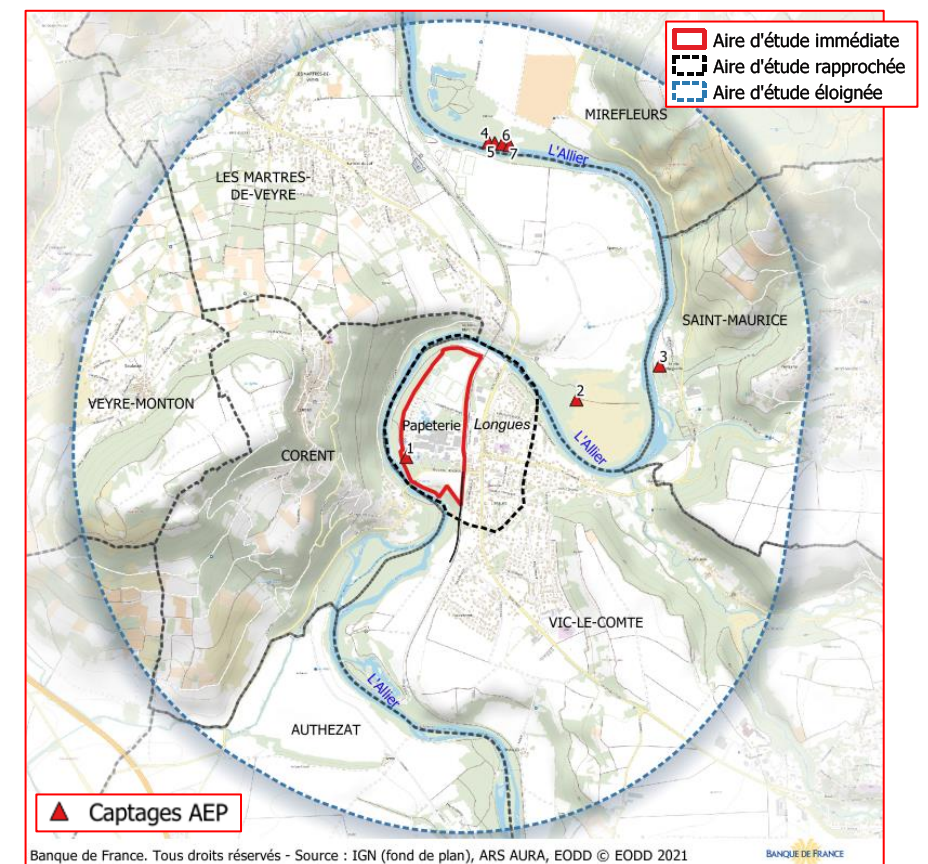 Aire d'étude immédiate
Aire d'étude rapprochée
Aire d'étude éloignée
MIREFLEURS
4
6
5
7
L'Allier
LES MARTRES-
DE-VEYRE
SAINT-MAURICE
3
2
VEYRE-MONTON
Papeterie
Longues
L'Allier
CORENT
1
VIC-LE-COMTE
L'Allier
AUTHEZAT
Captages AEP
Banque de France. Tous droits réservés - Source : IGN (fond de plan), ARS AURA, EODD © EODD 2021
BANQUE DE FRANCE